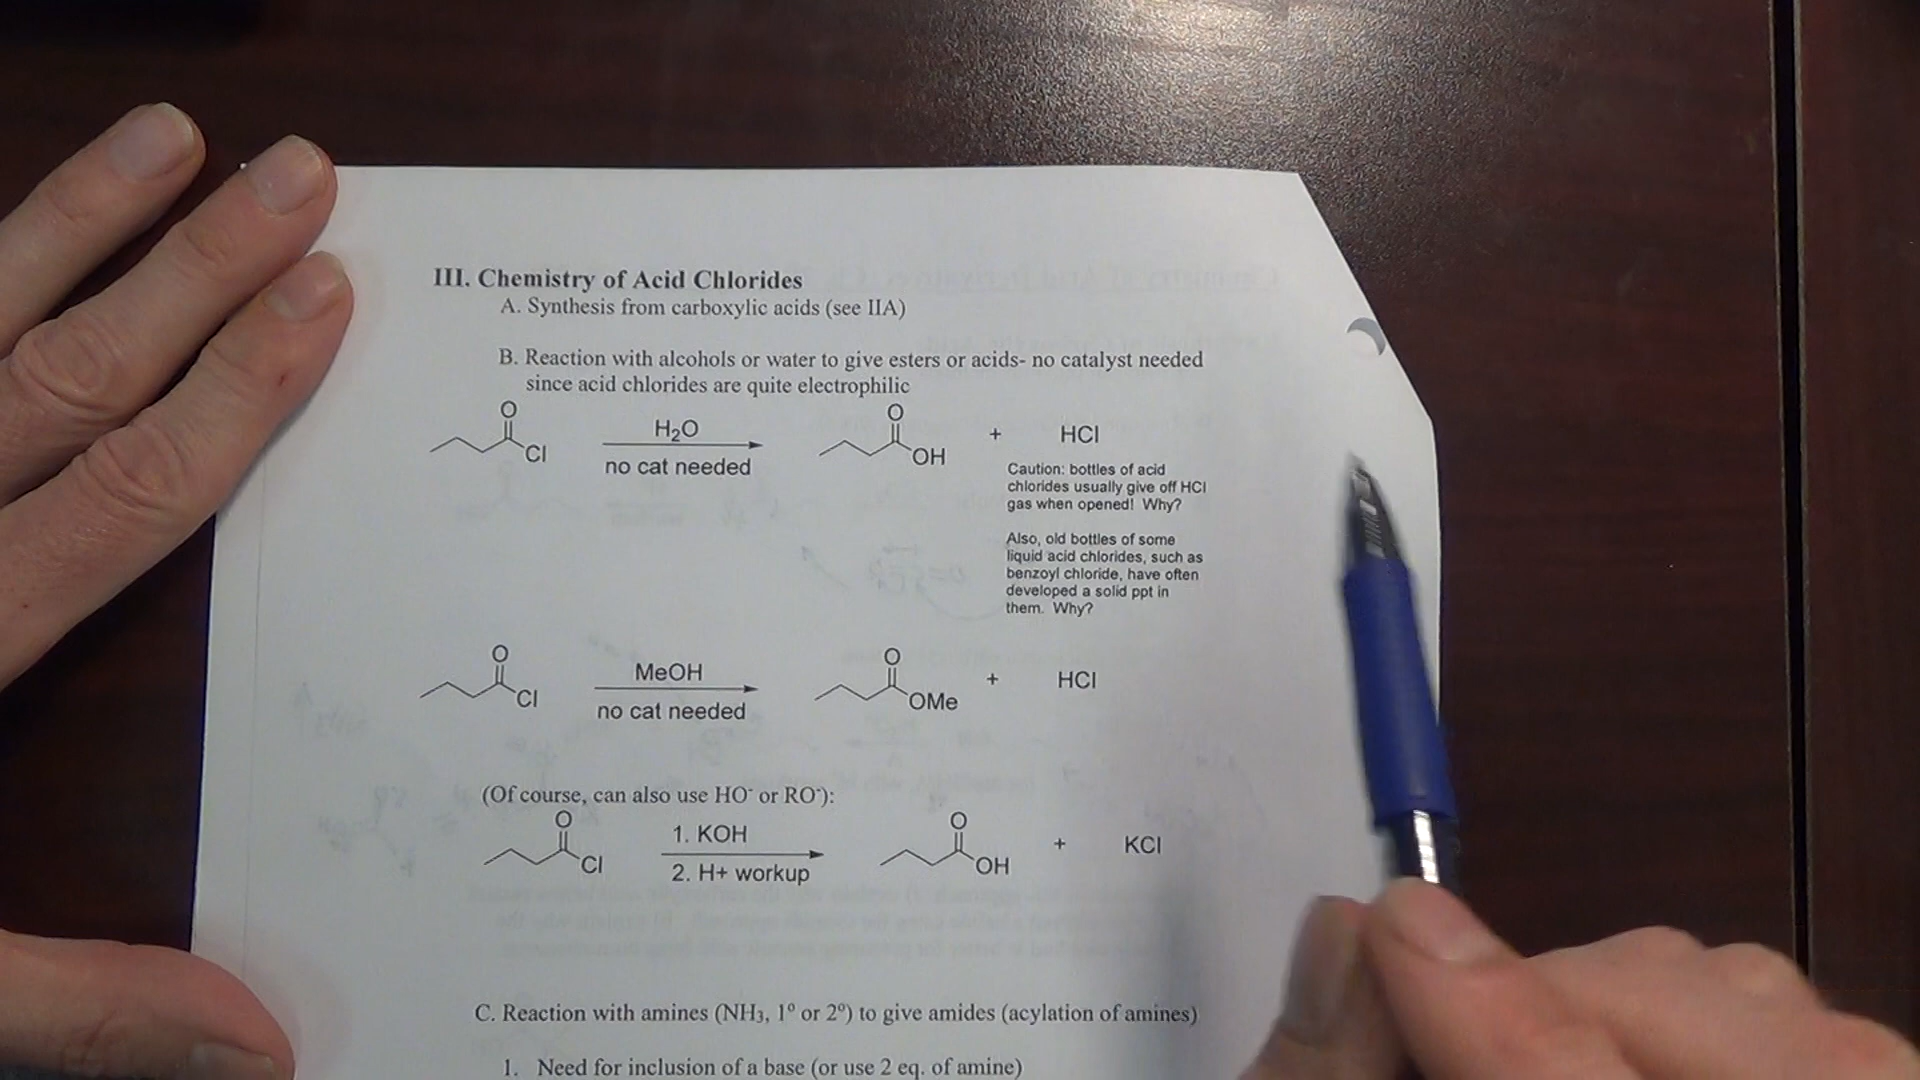 III. Chemistry of Acid Chlorides
A. Synthesis from carboxylic acids (see IIA)
B. Reaction with alcohols or water to give esters or acids- no catalyst needed
since acid chlorides are quite electrophilic
O
Cl
H₂O
no cat needed
O
OH
+
HCl
Caution: bottles of acid
chlorides usually give off HCl
gas when opened! Why?
Also, old bottles of some
liquid acid chlorides, such as
benzoyl chloride, have often
developed a solid ppt in
them. Why?
O
Cl
MeOH
no cat needed
O
OMe
+
HCl
(Of course, can also use HO⁻ or RO⁻):
O
Cl
1. KOH
2. H+ workup
O
OH
+
KCl
C. Reaction with amines (NH₃, 1º or 2º) to give amides (acylation of amines)
1. Need for inclusion of a base (or use 2 eq. of amine)